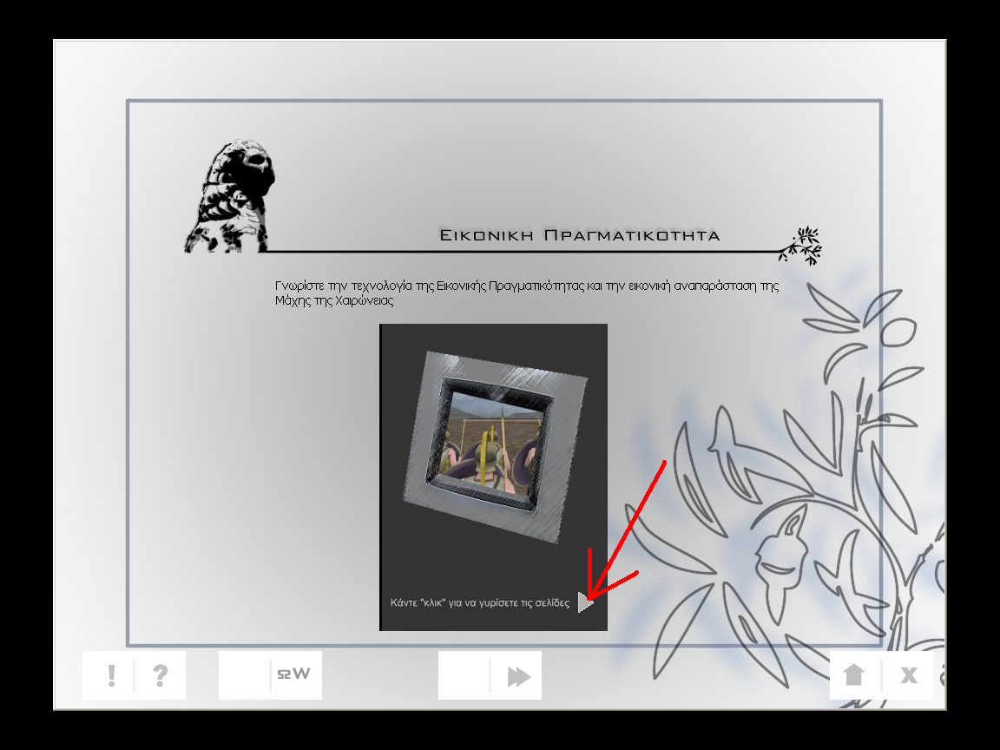 Εικονικη Πραγματικοτητα
Γνωρίστε την τεχνολογία της Εικονικής Πραγματικότητας και την εικονική αναπαράσταση της
Μάχης της Χαιρώνειας
Κάντε "κλικ" για να γυρίσετε τις σελίδες
! ? ΩW X